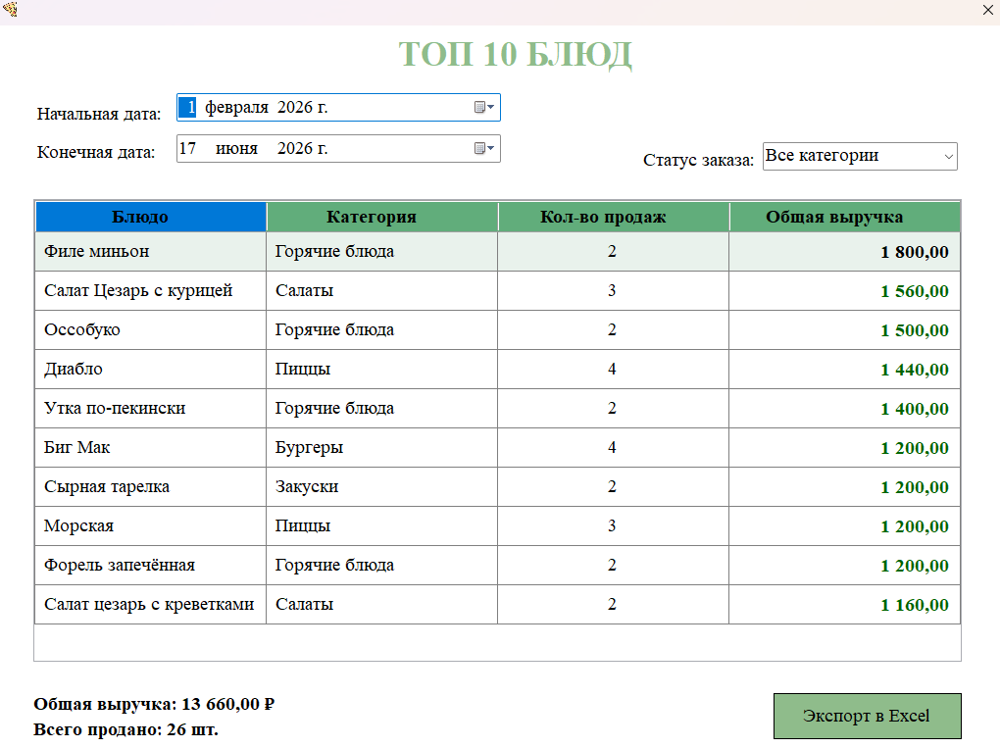 ТОП 10 БЛЮД
Начальная дата: 1 февраля 2026 г.
Конечная дата: 17 июня 2026 г.
Статус заказа: Все категории
Блюдо Категория Кол-во продаж Общая выручка
Филе миньон Горячие блюда 2 1 800,00
Салат Цезарь с курицей Салаты 3 1 560,00
Оссобуко Горячие блюда 2 1 500,00
Диабло Пиццы 4 1 440,00
Утка по-пекински Горячие блюда 2 1 400,00
Биг Мак Бургеры 4 1 200,00
Сырная тарелка Закуски 2 1 200,00
Морская Пиццы 3 1 200,00
Форель запечённая Горячие блюда 2 1 200,00
Салат цезарь с креветками Салаты 2 1 160,00
Общая выручка: 13 660,00 ₽
Всего продано: 26 шт.
Экспорт в Excel